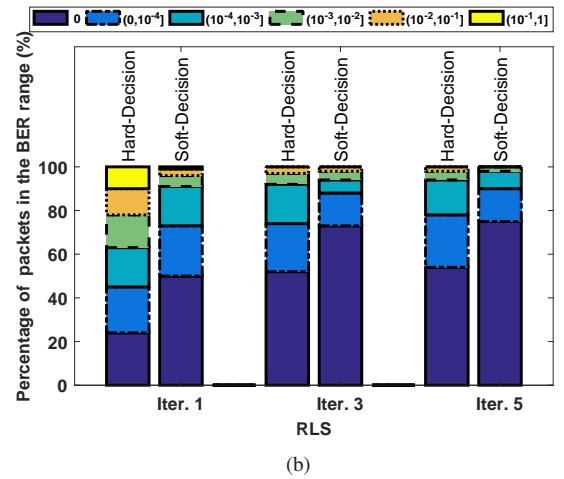 0 (0,10⁻⁴] (10⁻⁴,10⁻³] (10⁻³,10⁻²] (10⁻²,10⁻¹] (10⁻¹,1]
Percentage of packets in the BER range (%)
Hard-Decision
Soft-Decision
Hard-Decision
Soft-Decision
Hard-Decision
Soft-Decision
100
80
60
40
20
0
Iter. 1 Iter. 3 Iter. 5
RLS
(b)